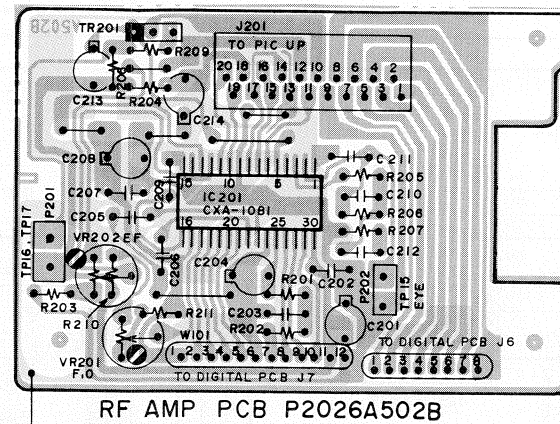 A502B
TR201
J201
R209
TO PIC UP
R206
20 18 16 14 12 10 8 6 4 2
19 17 15 13 11 9 7 5 3 1
C213
R204
C214
C208
C211
C209
15 10 5 1
R205
C207
IC201
C210
P201
CXA-1081
R206
C205
16 20 25 30
R207
TP16, TP17
VR202 EF
C206
C204
C212
R201
C202
P202
TP15
EYE
R203
R210
R211
C203
R202
C201
W101
TO DIGITAL PCB J6
1 2 3 4 5 6 7 8 9 10 11 12
1 2 3 4 5 6 7 8
VR201
F.O
TO DIGITAL PCB J7
RF AMP PCB P2026A502B